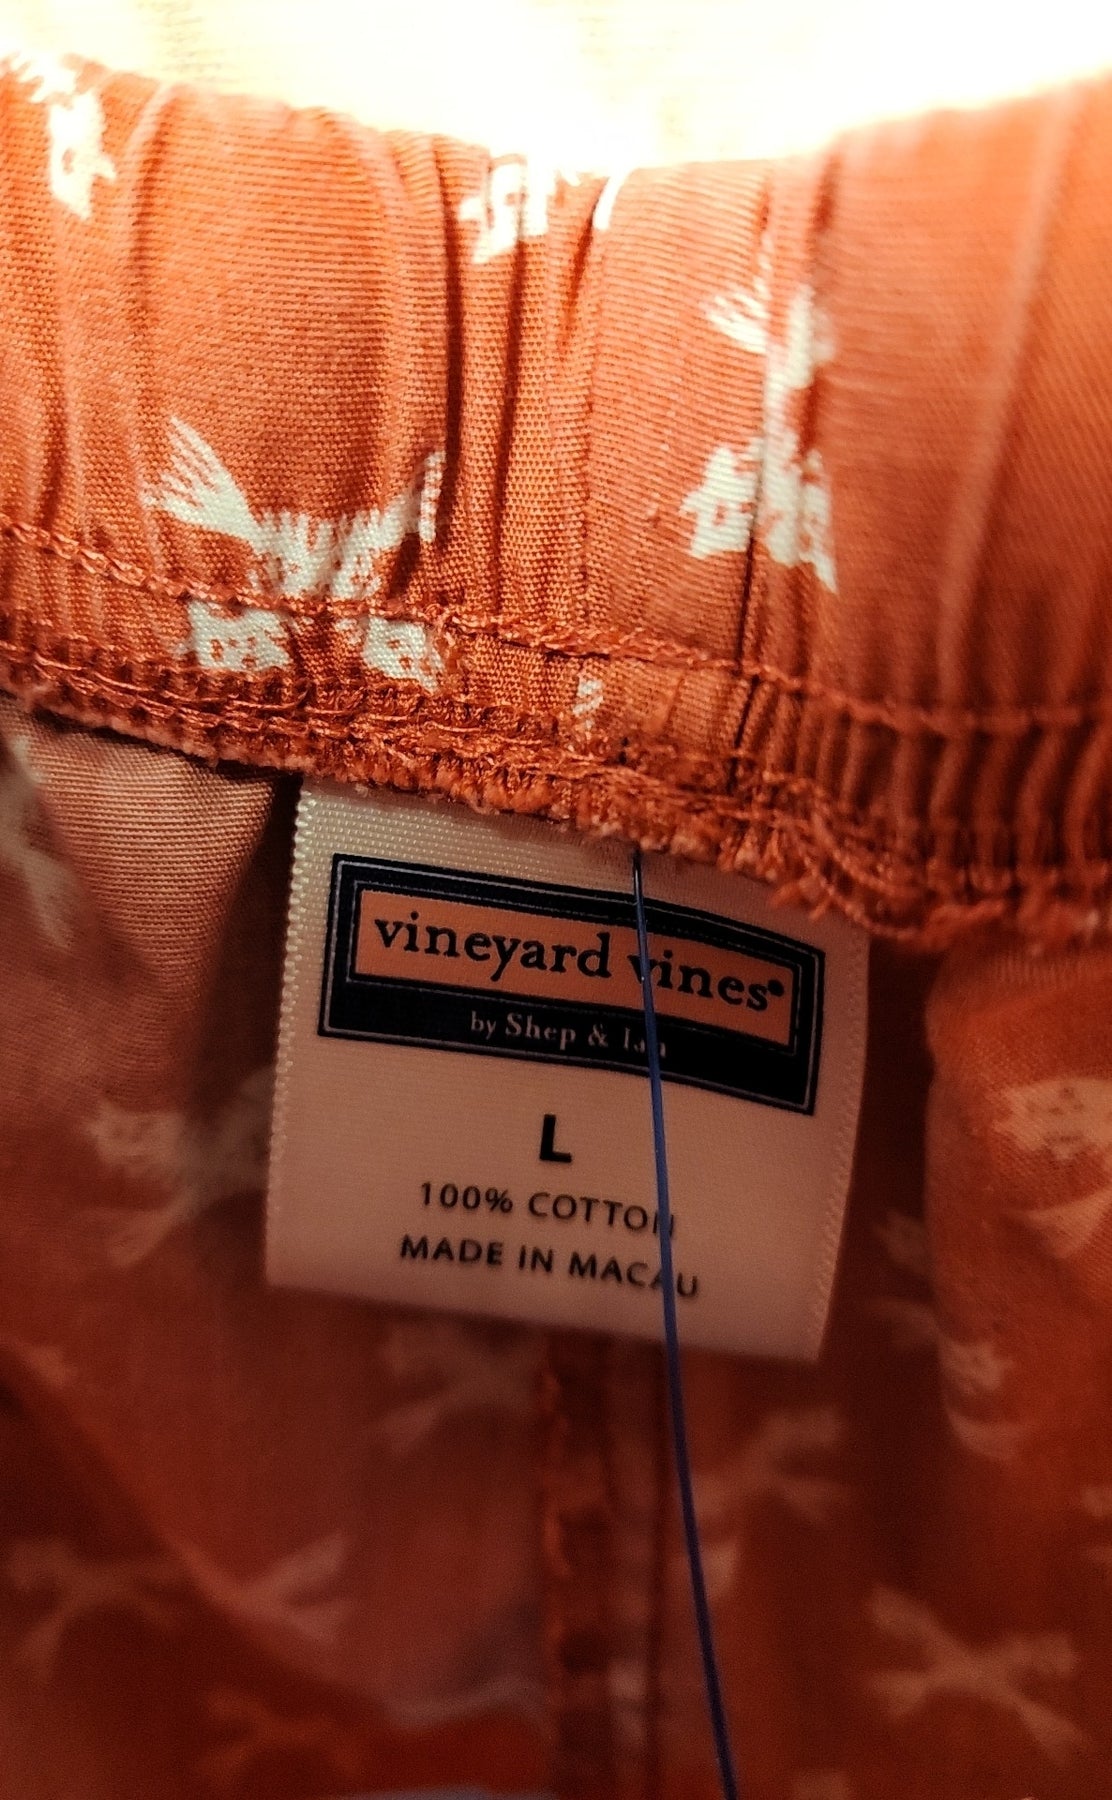 vineyard vines®
by Shep & Ian
L
100% COTTON
MADE IN MACAU